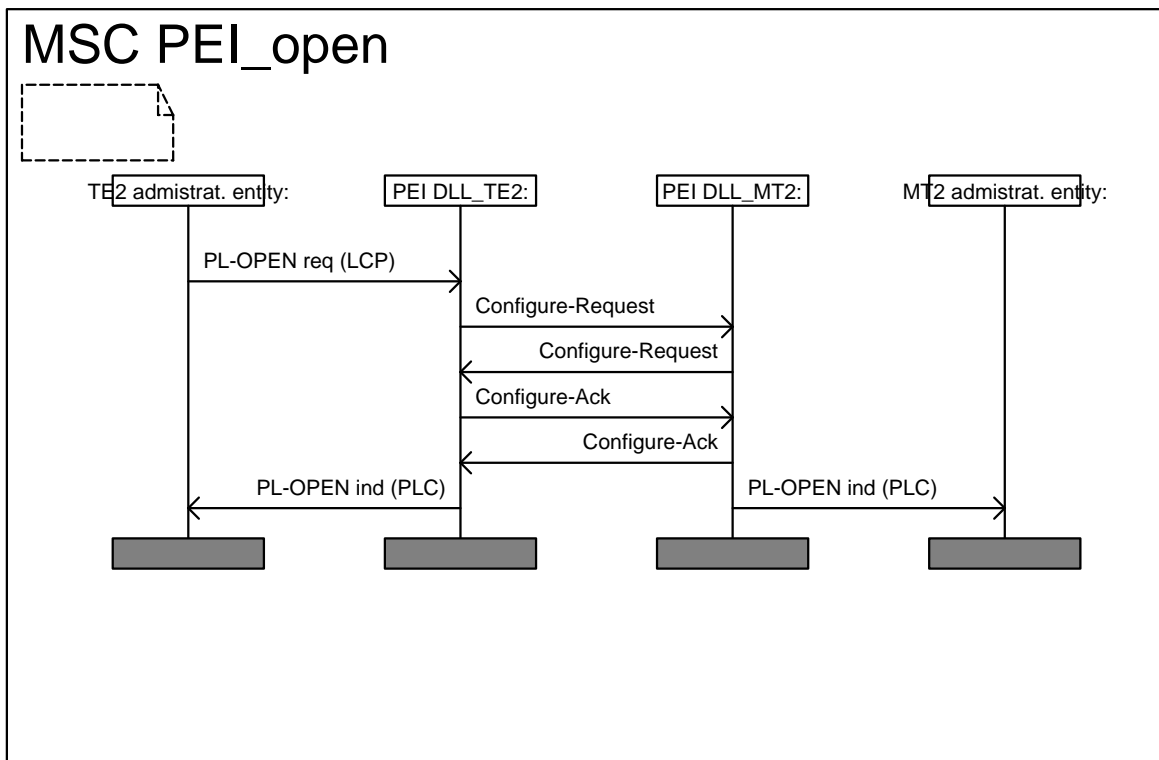 MSC PEI_open
TE2 admistrat. entity:
PEI DLL_TE2:
PEI DLL_MT2:
MT2 admistrat. entity:
PL-OPEN req (LCP)
Configure-Request
Configure-Request
Configure-Ack
Configure-Ack
PL-OPEN ind (PLC)
PL-OPEN ind (PLC)